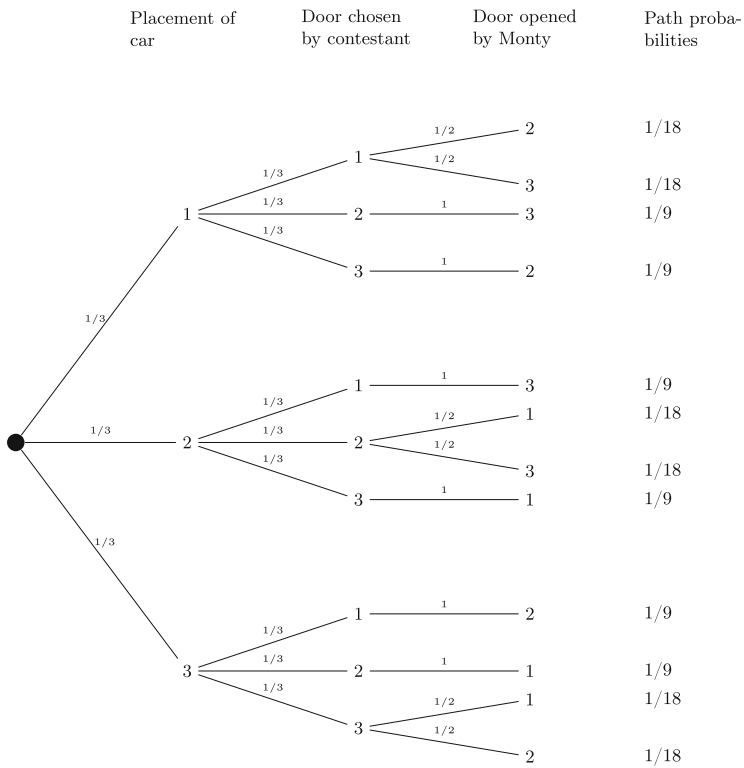 Placement of
car
Door chosen
by contestant
Door opened
by Monty
Path proba-
bilities
1/2 2 1/18
1/3 1 1/2 3 1/18
1 1/3 2 1 3 1/9
1/3 3 1 2 1/9
1/3
1/3 1 1 3 1/9
1/3 2 1/3 2 1/2 1 1/18
1/2 3 1/18
1/3 3 1 1 1/9
1/3
1/3 1 1 2 1/9
3 1/3 2 1 1 1/9
1/3 3 1/2 1 1/18
1/2 2 1/18